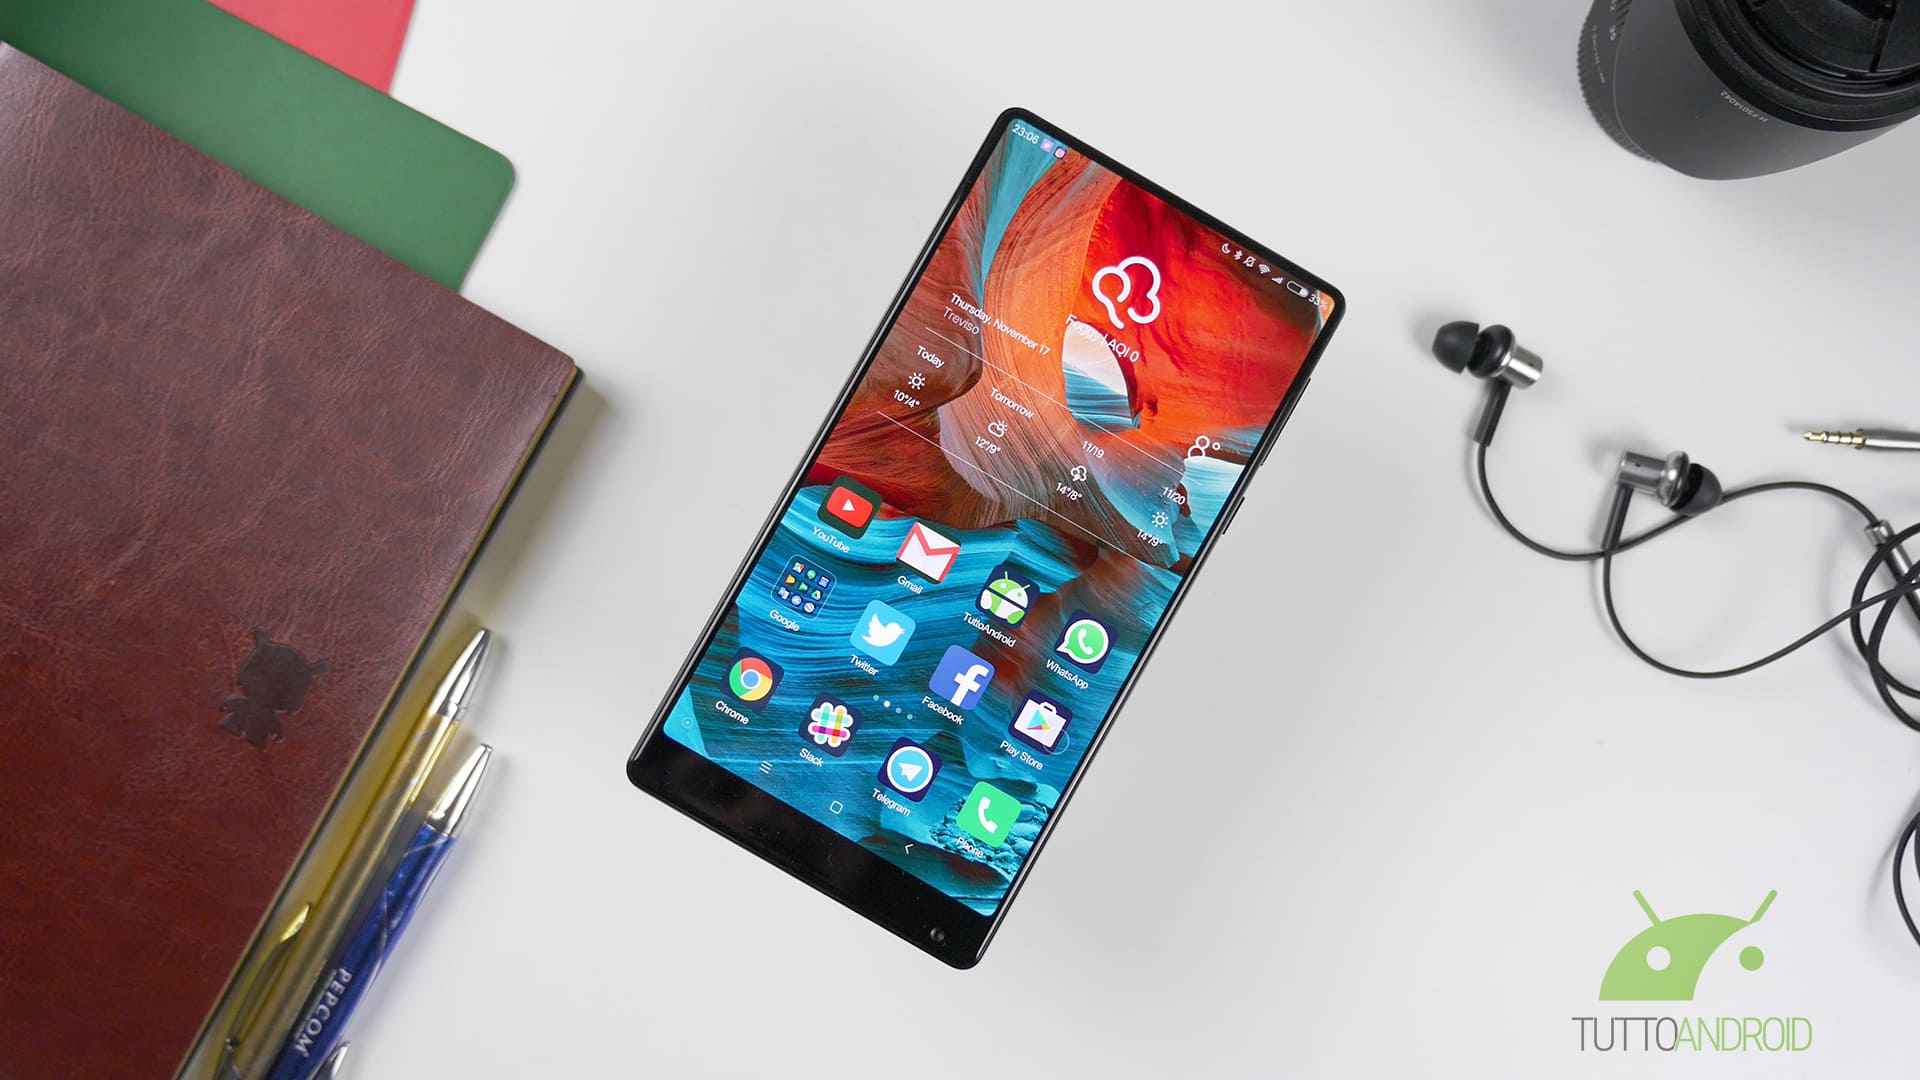 23:06
33%
Foggy | AQI 0
Thursday, November 17
Treviso
Today
10°/4°
Tomorrow
12°/9°
11/19
14°/8°
8°
11/20
14°/9°
YouTube
Gmail
TuttoAndroid
WhatsApp
Google
Twitter
Facebook
Play Store
Chrome
Slack
Telegram
Phone
PEPCOM
H-FS014042
TUTTOANDROID